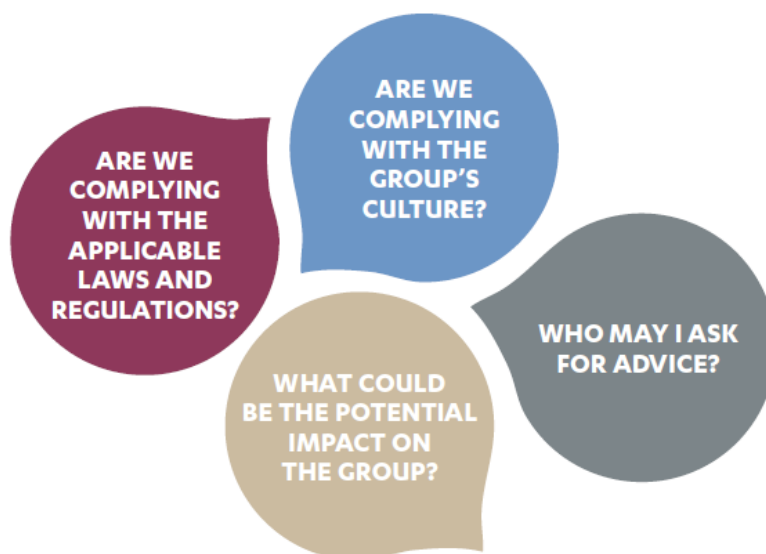 ARE WE
COMPLYING
WITH THE
APPLICABLE
LAWS AND
REGULATIONS?
ARE WE
COMPLYING
WITH THE
GROUP'S
CULTURE?
WHAT COULD
BE THE POTENTIAL
IMPACT ON
THE GROUP?
WHO MAY I ASK
FOR ADVICE?